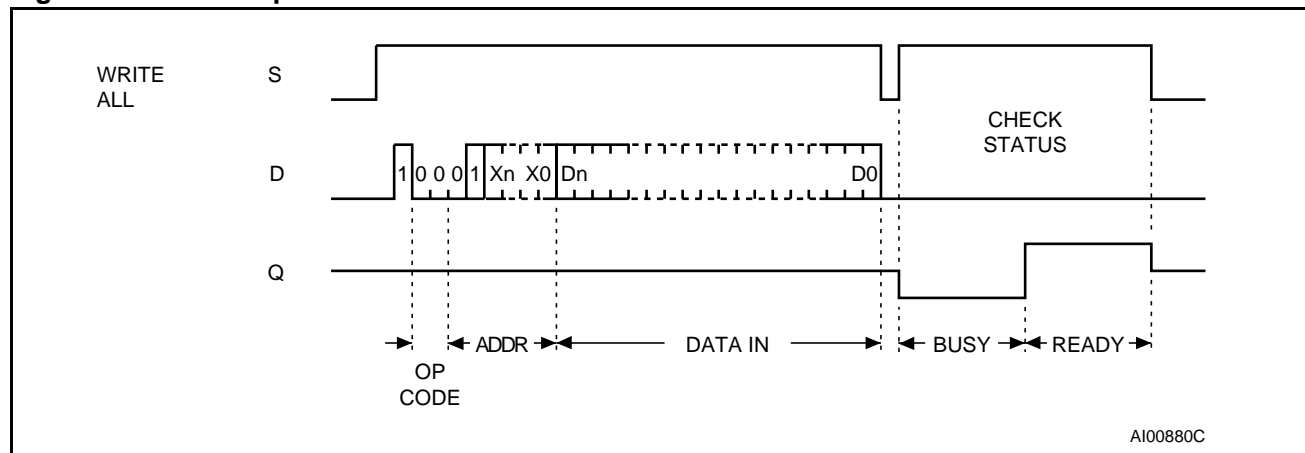 WRITE
ALL
S
CHECK
STATUS
D
1 0 0 0 1 Xn X0 Dn D0
Q
ADDR
DATA IN
BUSY
READY
OP
CODE
AI00880C